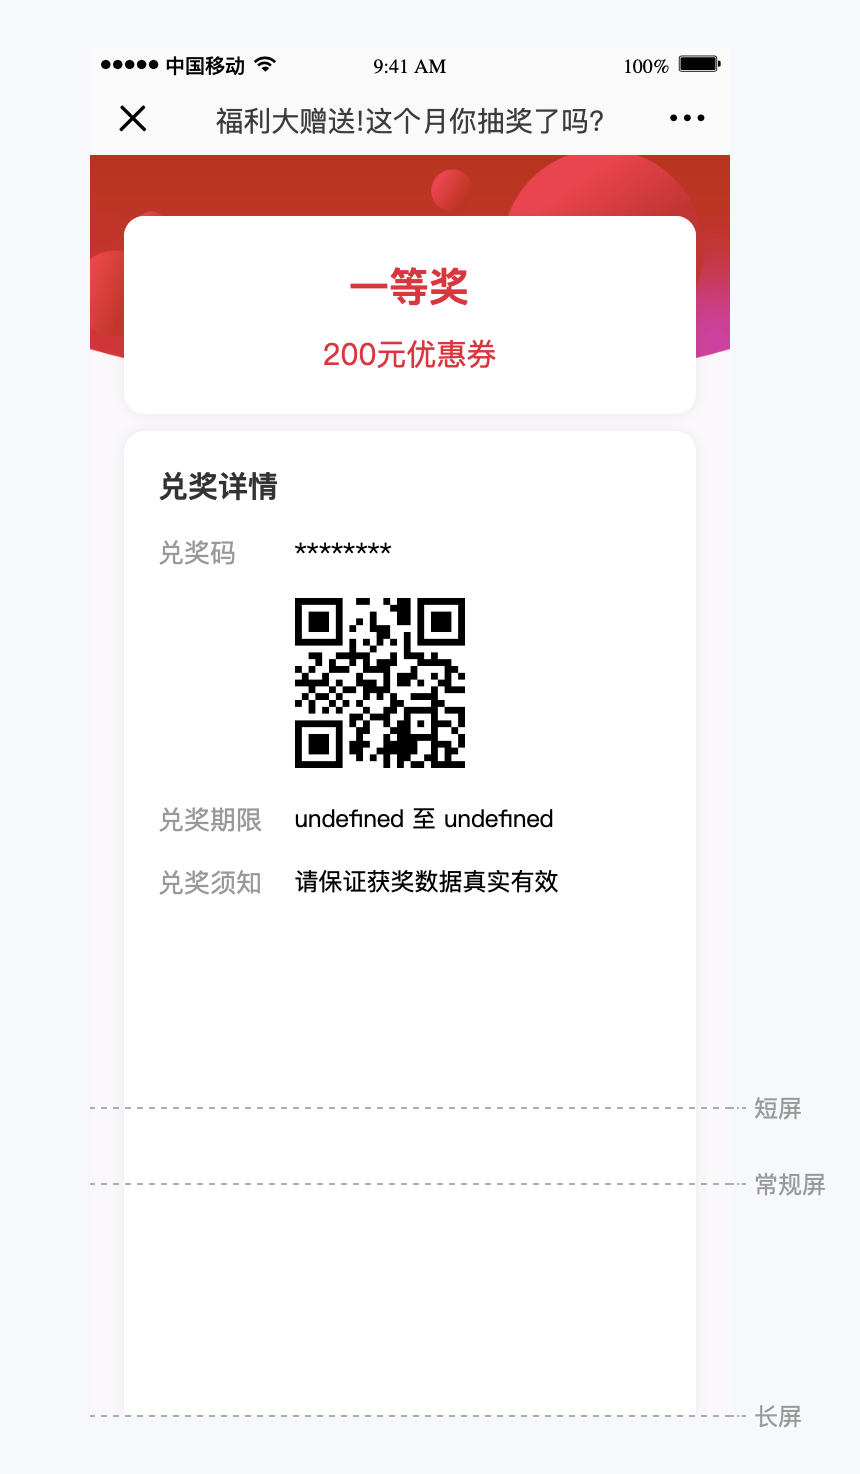 中国移动 9:41 AM 100%
福利大赠送!这个月你抽奖了吗?
一等奖
200元优惠券
兑奖详情
兑奖码 ********
兑奖期限 undefined 至 undefined
兑奖须知 请保证获奖数据真实有效
短屏
常规屏
长屏